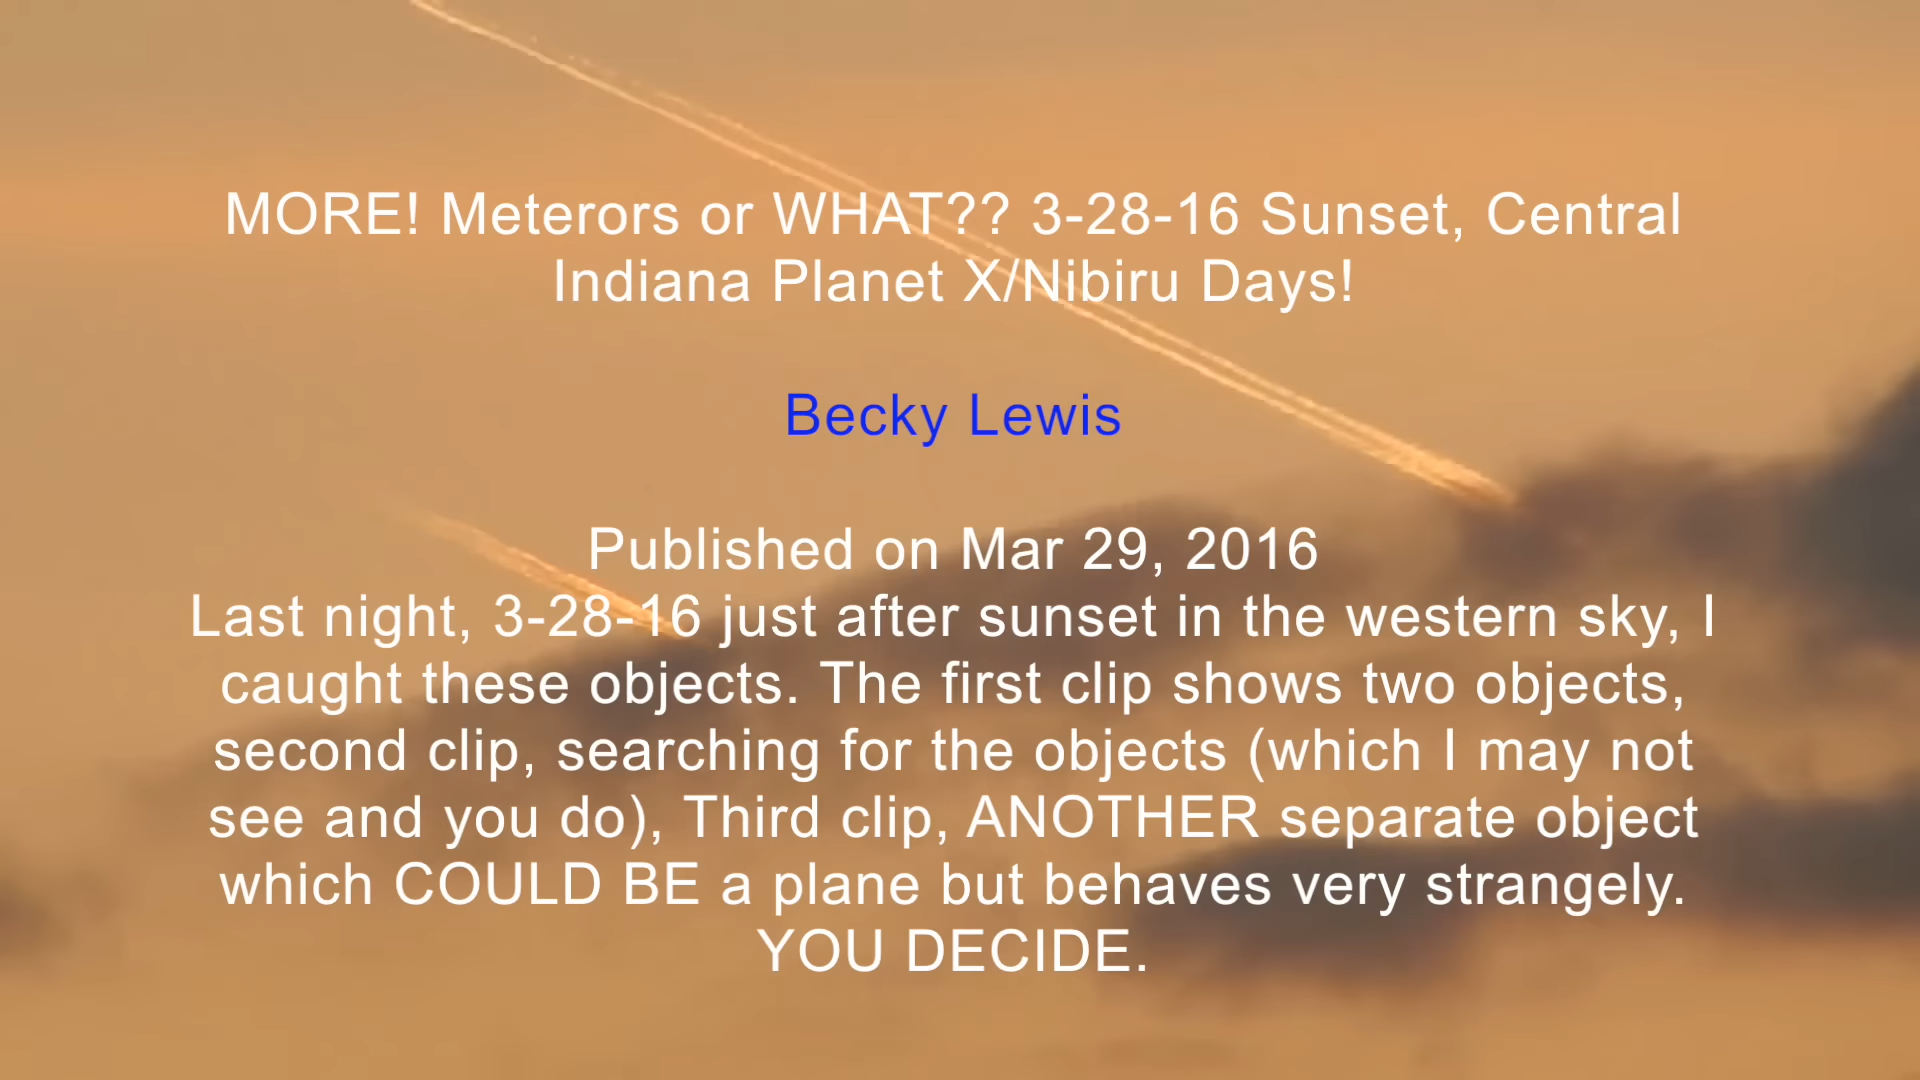 MORE! Meterors or WHAT?? 3-28-16 Sunset, Central
Indiana Planet X/Nibiru Days!
Becky Lewis
Published on Mar 29, 2016
Last night, 3-28-16 just after sunset in the western sky, I
caught these objects. The first clip shows two objects,
second clip, searching for the objects (which I may not
see and you do), Third clip, ANOTHER separate object
which COULD BE a plane but behaves very strangely.
YOU DECIDE.